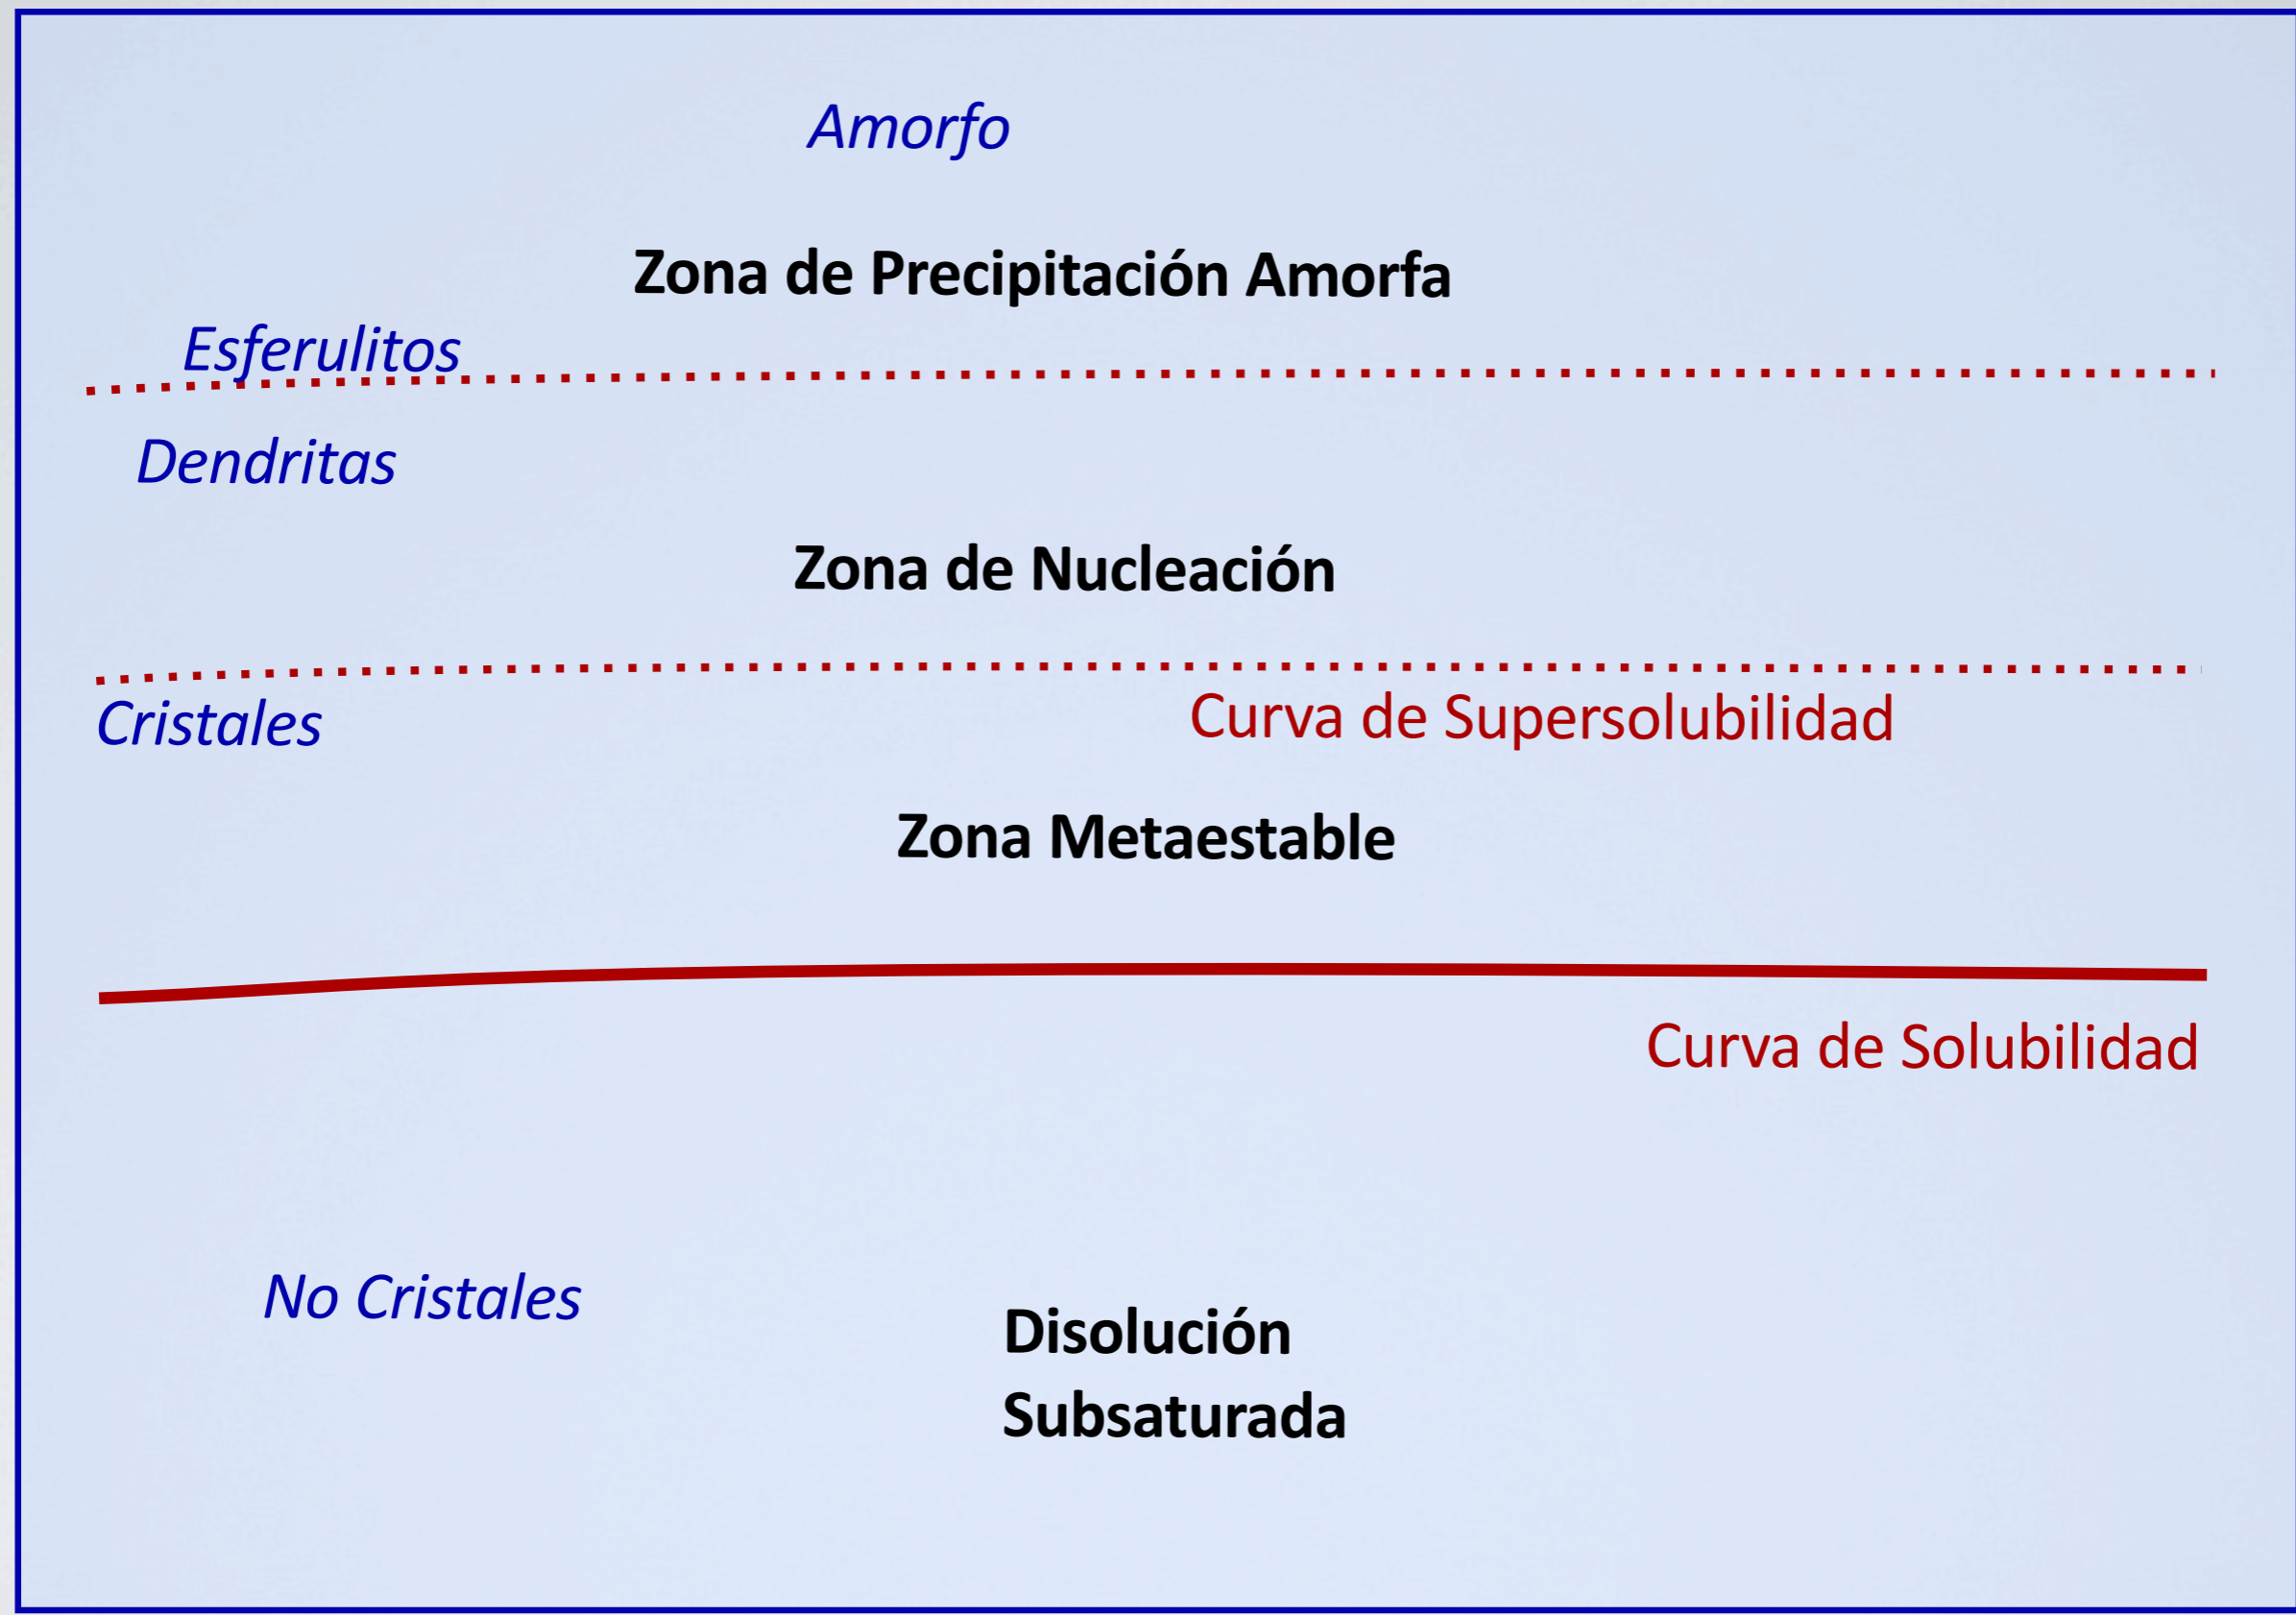 Amorfo
Zona de Precipitación Amorfa
Esferulitos
Dendritas
Zona de Nucleación
Cristales
Curva de Supersolubilidad
Zona Metaestable
Curva de Solubilidad
No Cristales
Disolución
Subsaturada